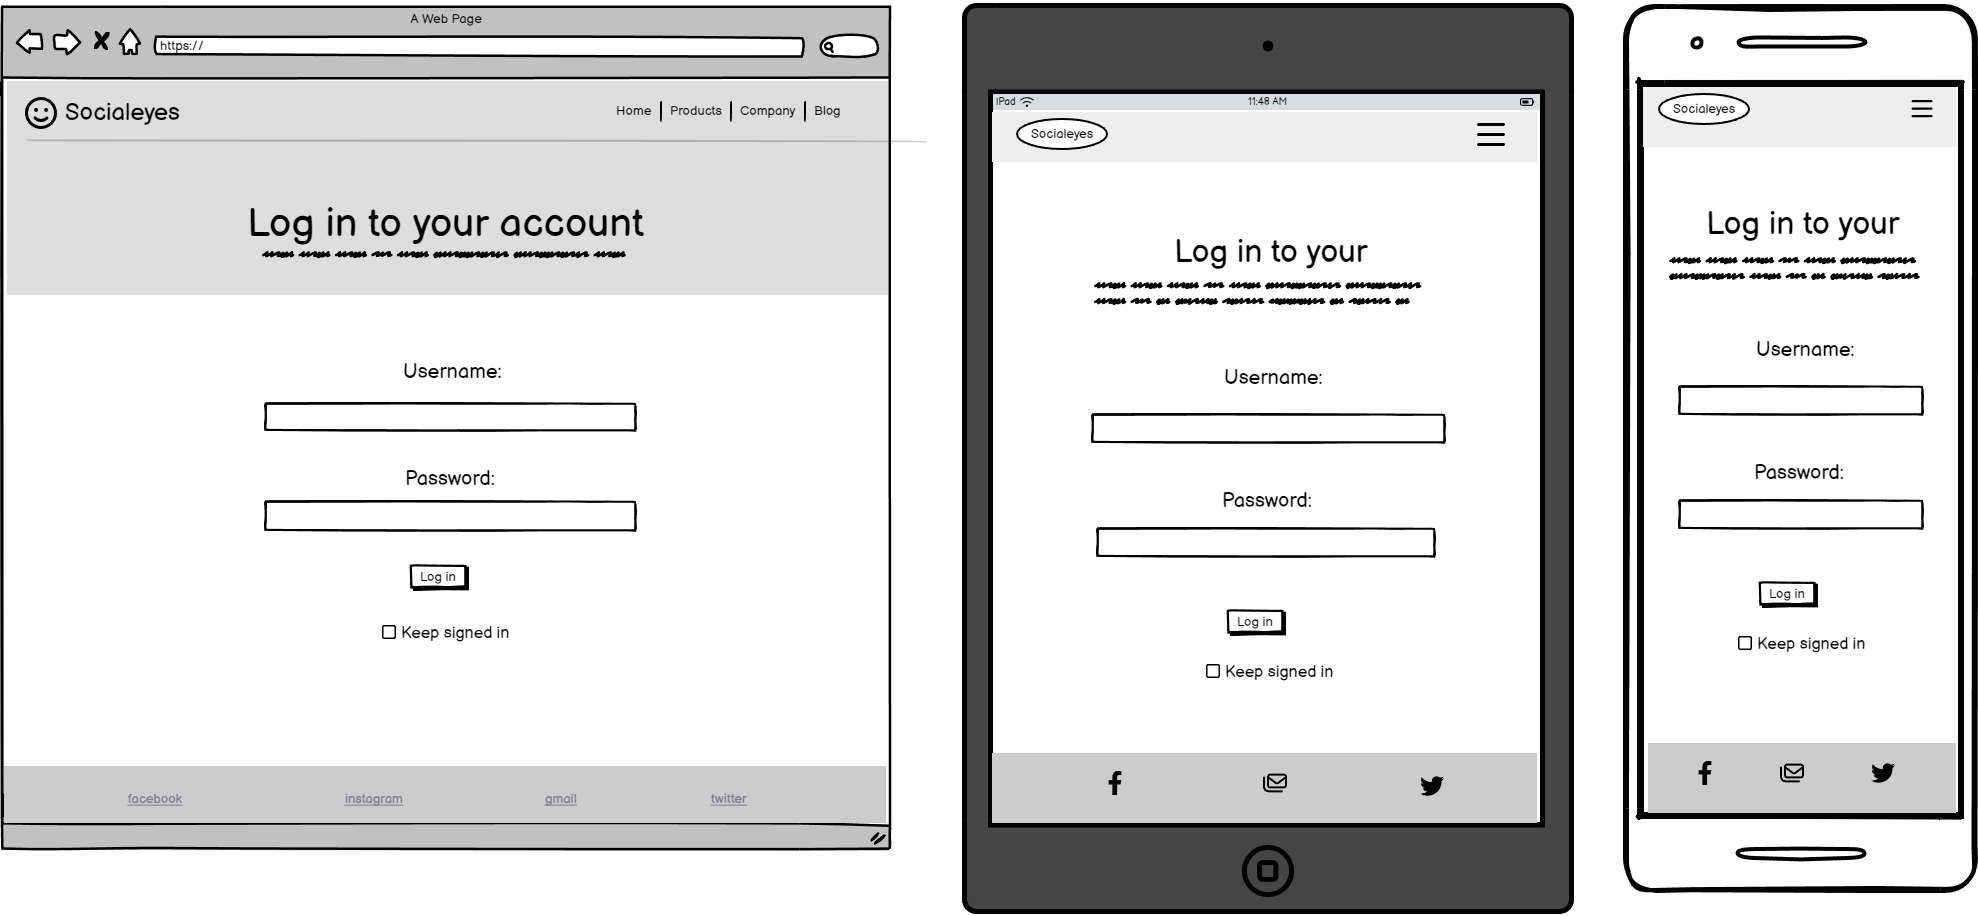 A Web Page
https://
Socialeyes
Home Products Company Blog
Log in to your account
Username:
Password:
Log in
Keep signed in
facebook instagram gmail twitter
iPad 11:48 AM
Socialeyes
Log in to your
Username:
Password:
Log in
Keep signed in
Socialeyes
Log in to your
Username:
Password:
Log in
Keep signed in